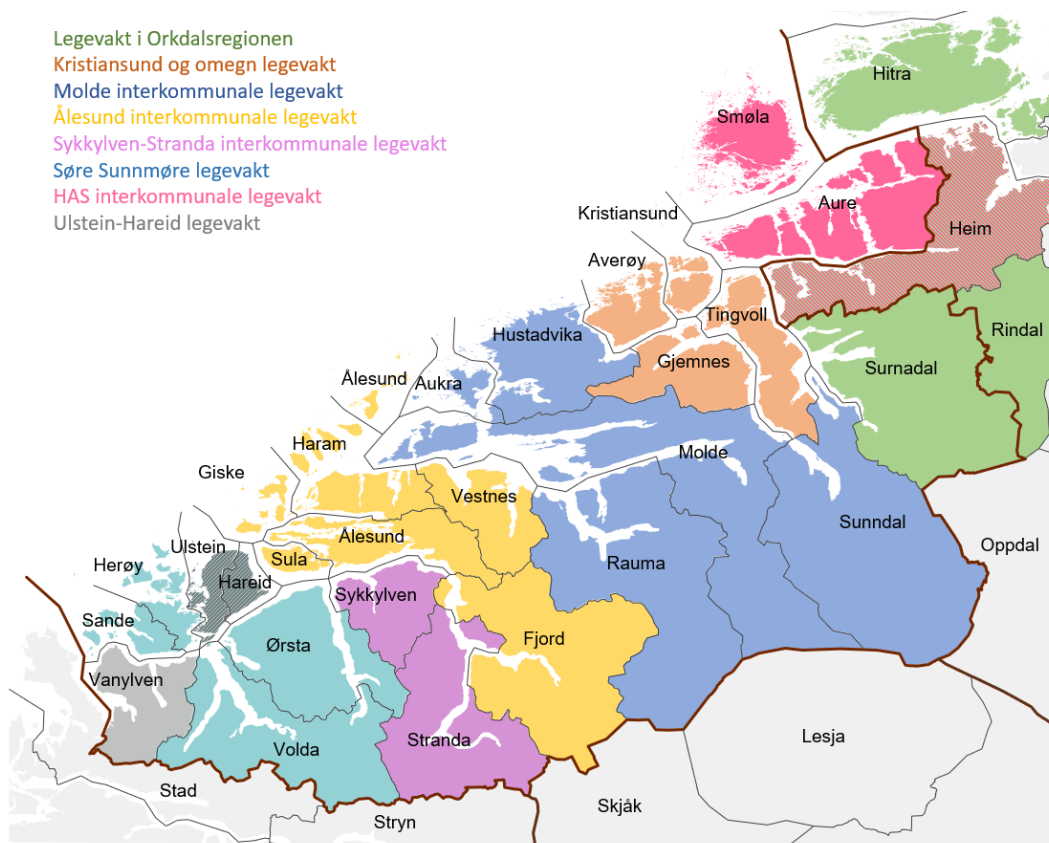 Legevakt i Orkdalsregionen
Kristiansund og omegn legevakt
Molde interkommunale legevakt
Ålesund interkommunale legevakt
Sykkylven-Stranda interkommunale legevakt
Søre Sunnmøre legevakt
HAS interkommunale legevakt
Ulstein-Hareid legevakt
Hitra
Smøla
Aure
Kristiansund
Heim
Averøy
Tingvoll
Rindal
Hustadvika
Gjemnes
Surnadal
Ålesund
Aukra
Haram
Molde
Giske
Vestnes
Sunndal
Ålesund
Oppdal
Ulstein
Sula
Rauma
Herøy
Hareid
Sykkylven
Sande
Fjord
Ørsta
Vanylven
Lesja
Stranda
Volda
Stad
Skjåk
Stryn